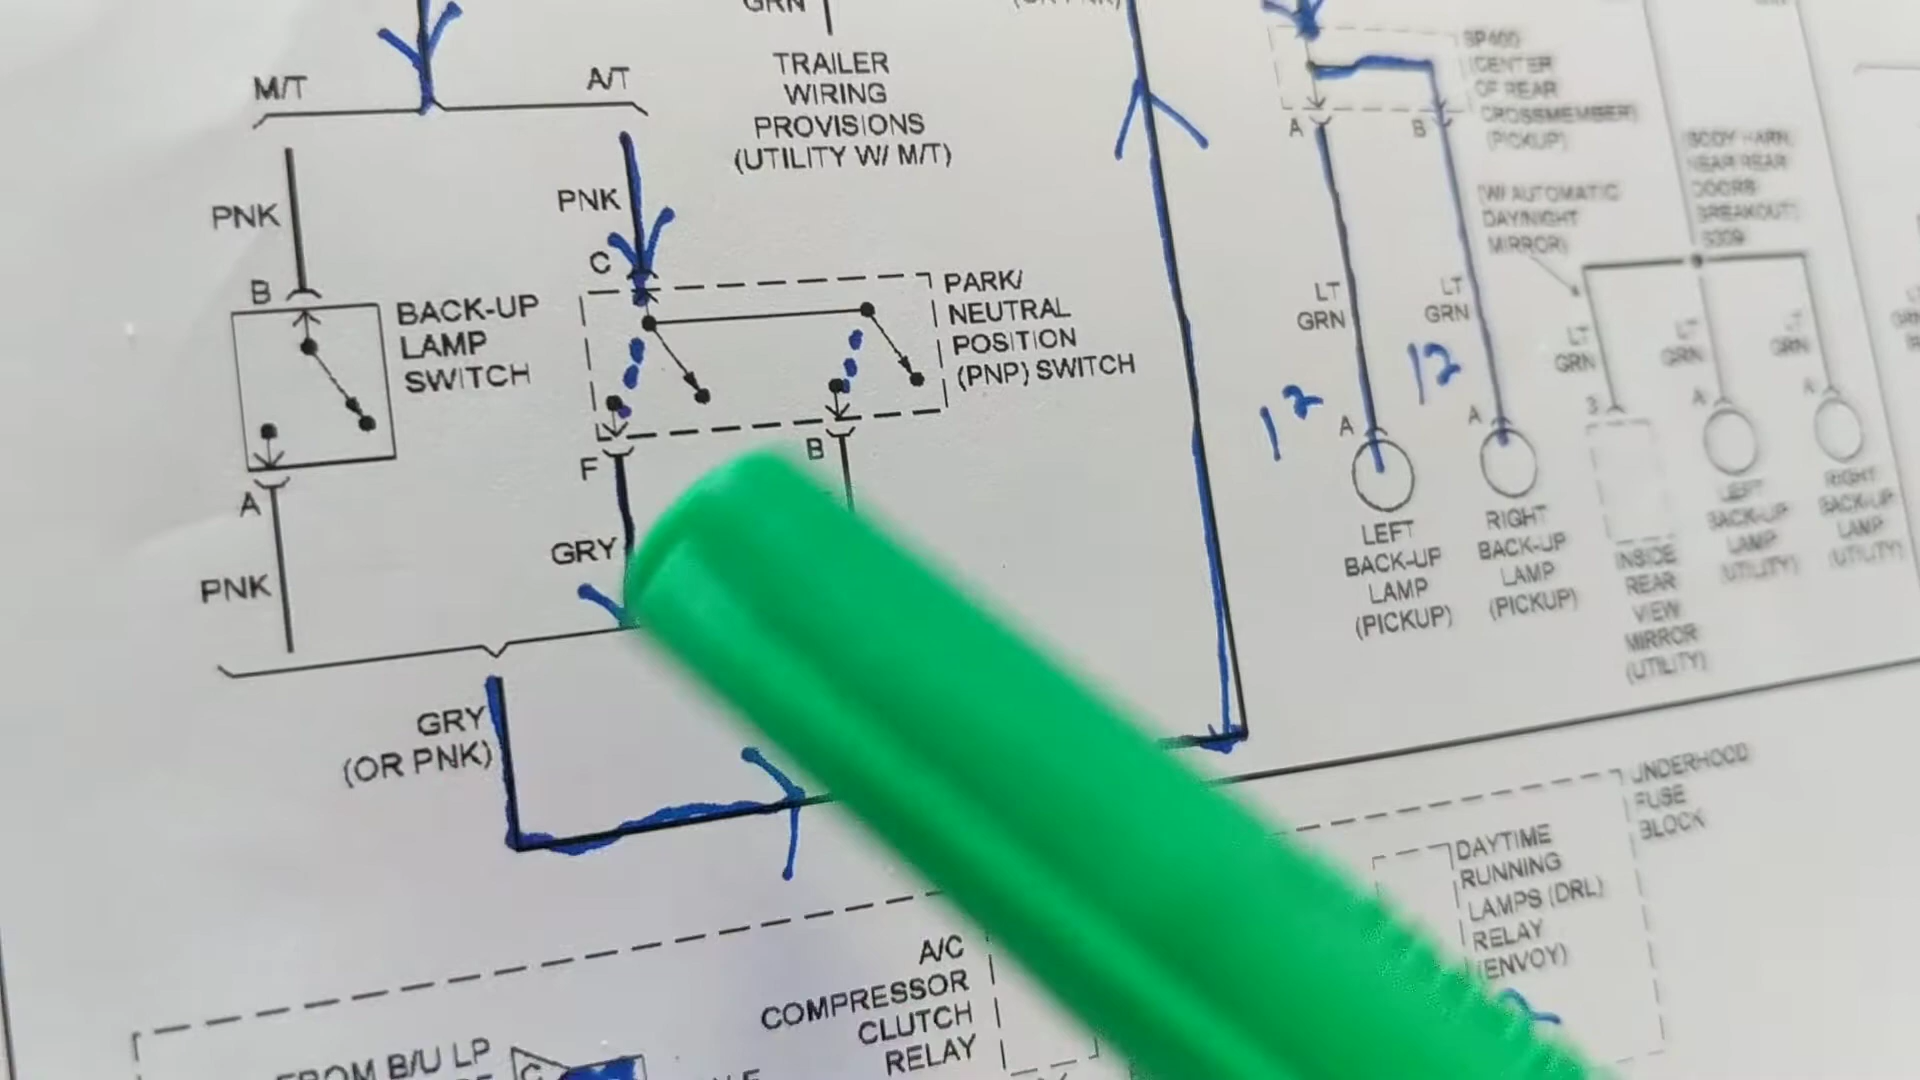 GRN
M/T
A/T
TRAILER
WIRING
PROVISIONS
(UTILITY W/ M/T)
PNK
PNK
B
C
BACK-UP
LAMP
SWITCH
PARK/
NEUTRAL
POSITION
(PNP) SWITCH
A
F
B
PNK
GRY
GRY
(OR PNK)
SP400
(CENTER
OF REAR
CROSSMEMBER)
(PICKUP)
A
B
(BODY HARN,
NEAR REAR
DOORS
BREAKOUT)
S309
(W/ AUTOMATIC
DAY/NIGHT
MIRROR)
LT
GRN
LT
GRN
LT
GRN
LT
GRN
LT
GRN
12
12
A
A
3
A
A
LEFT
BACK-UP
LAMP
(PICKUP)
RIGHT
BACK-UP
LAMP
(PICKUP)
INSIDE
REAR
VIEW
MIRROR
(UTILITY)
LEFT
BACK-UP
LAMP
(UTILITY)
RIGHT
BACK-UP
LAMP
(UTILITY)
UNDERHOOD
FUSE
BLOCK
DAYTIME
RUNNING
LAMPS (DRL)
RELAY
(ENVOY)
A/C
COMPRESSOR
CLUTCH
RELAY
FROM B/U LP
C